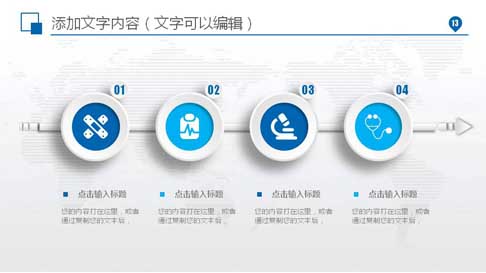 添加文字内容（文字可以编辑）
13
01 02 03 04
点击输入标题 点击输入标题 点击输入标题 点击输入标题
您的内容打在这里，或者 您的内容打在这里，或者 您的内容打在这里，或者 您的内容打在这里，或者
通过复制您的文本后， 通过复制您的文本后， 通过复制您的文本后， 通过复制您的文本后，